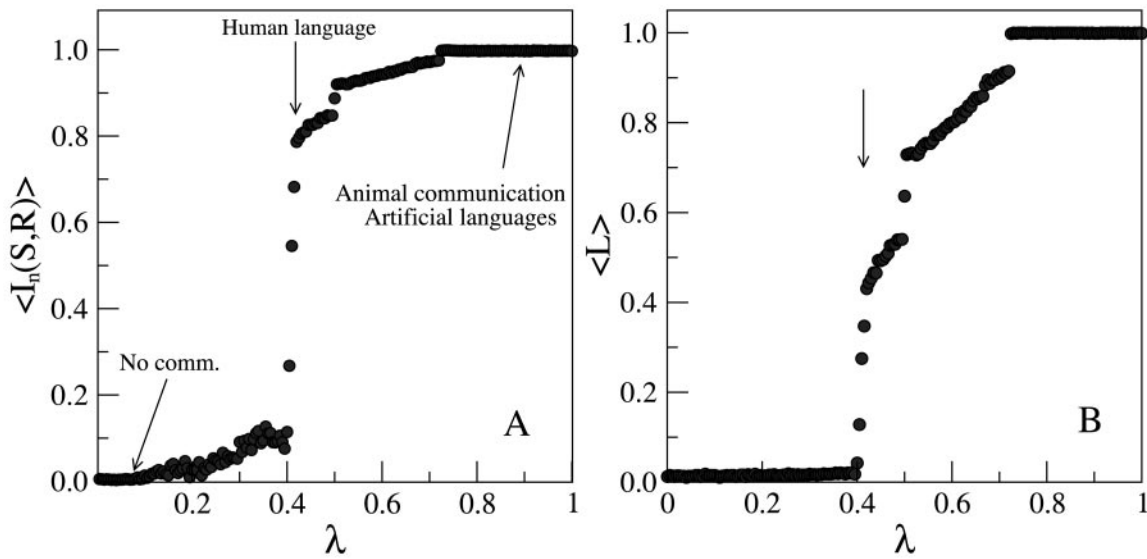 Human language
No comm.
Animal communication
Artificial languages
A
<I_n(S,R)>
1.0
0.8
0.6
0.4
0.2
0.0
0.2 0.4 0.6 0.8 1
λ
B
<L>
1.0
0.8
0.6
0.4
0.2
0.0
0 0.2 0.4 0.6 0.8 1
λ